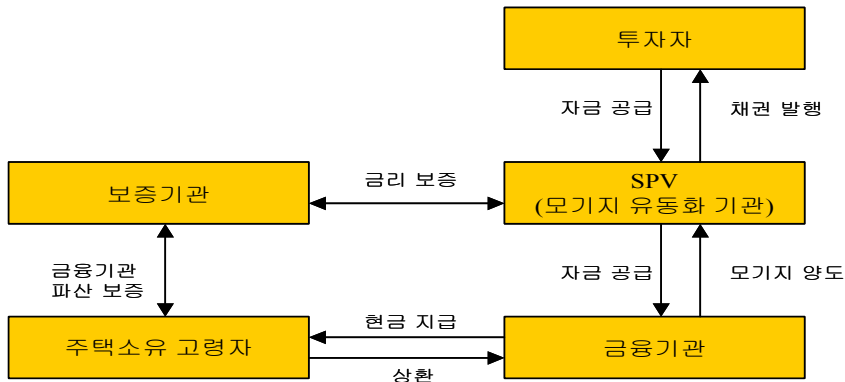 투자자
자금 공급
채권 발행
보증기관
금리 보증
SPV
(모기지 유동화 기관)
금융기관
파산 보증
자금 공급
모기지 양도
주택소유 고령자
현금 지급
상환
금융기관